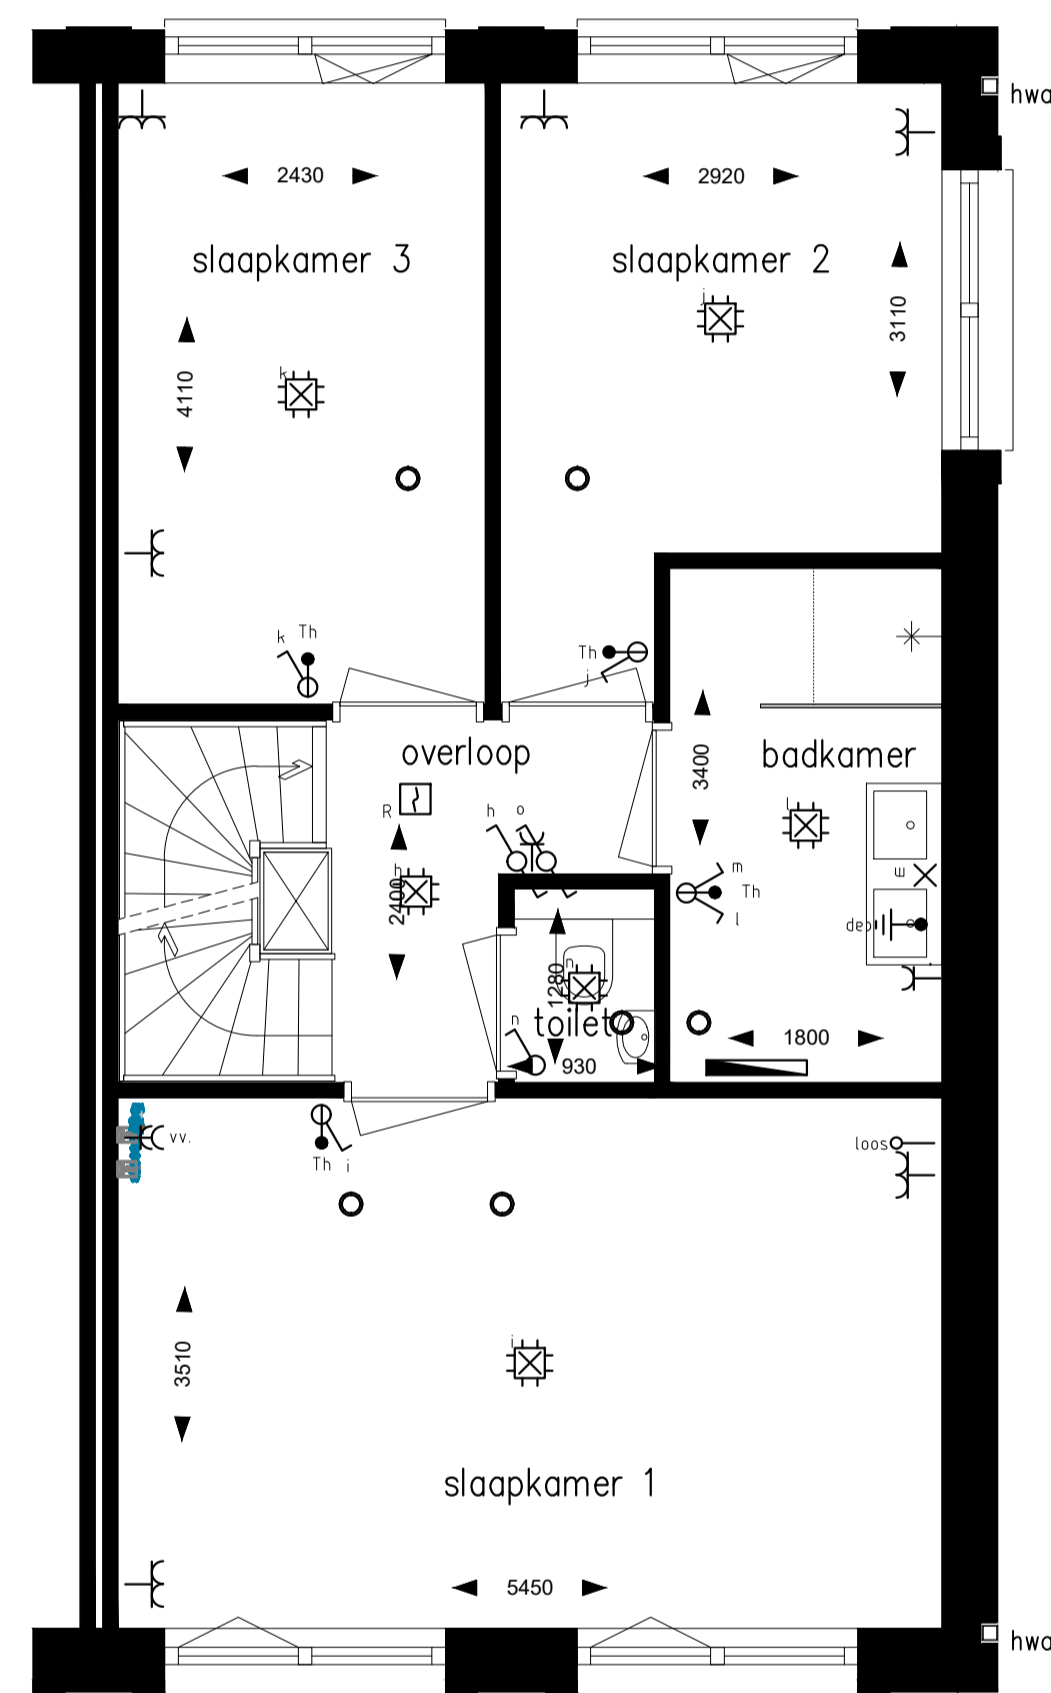 hwa
2430
2920
slaapkamer 3
slaapkamer 2
3110
j
k
4110
k Th
Th
j
overloop
badkamer
3400
R
h o
l
h
2400
m
Th
l
m
dep
1280
n
n
toilet
930
1800
vv.
Th i
loos
3510
i
slaapkamer 1
5450
hwa